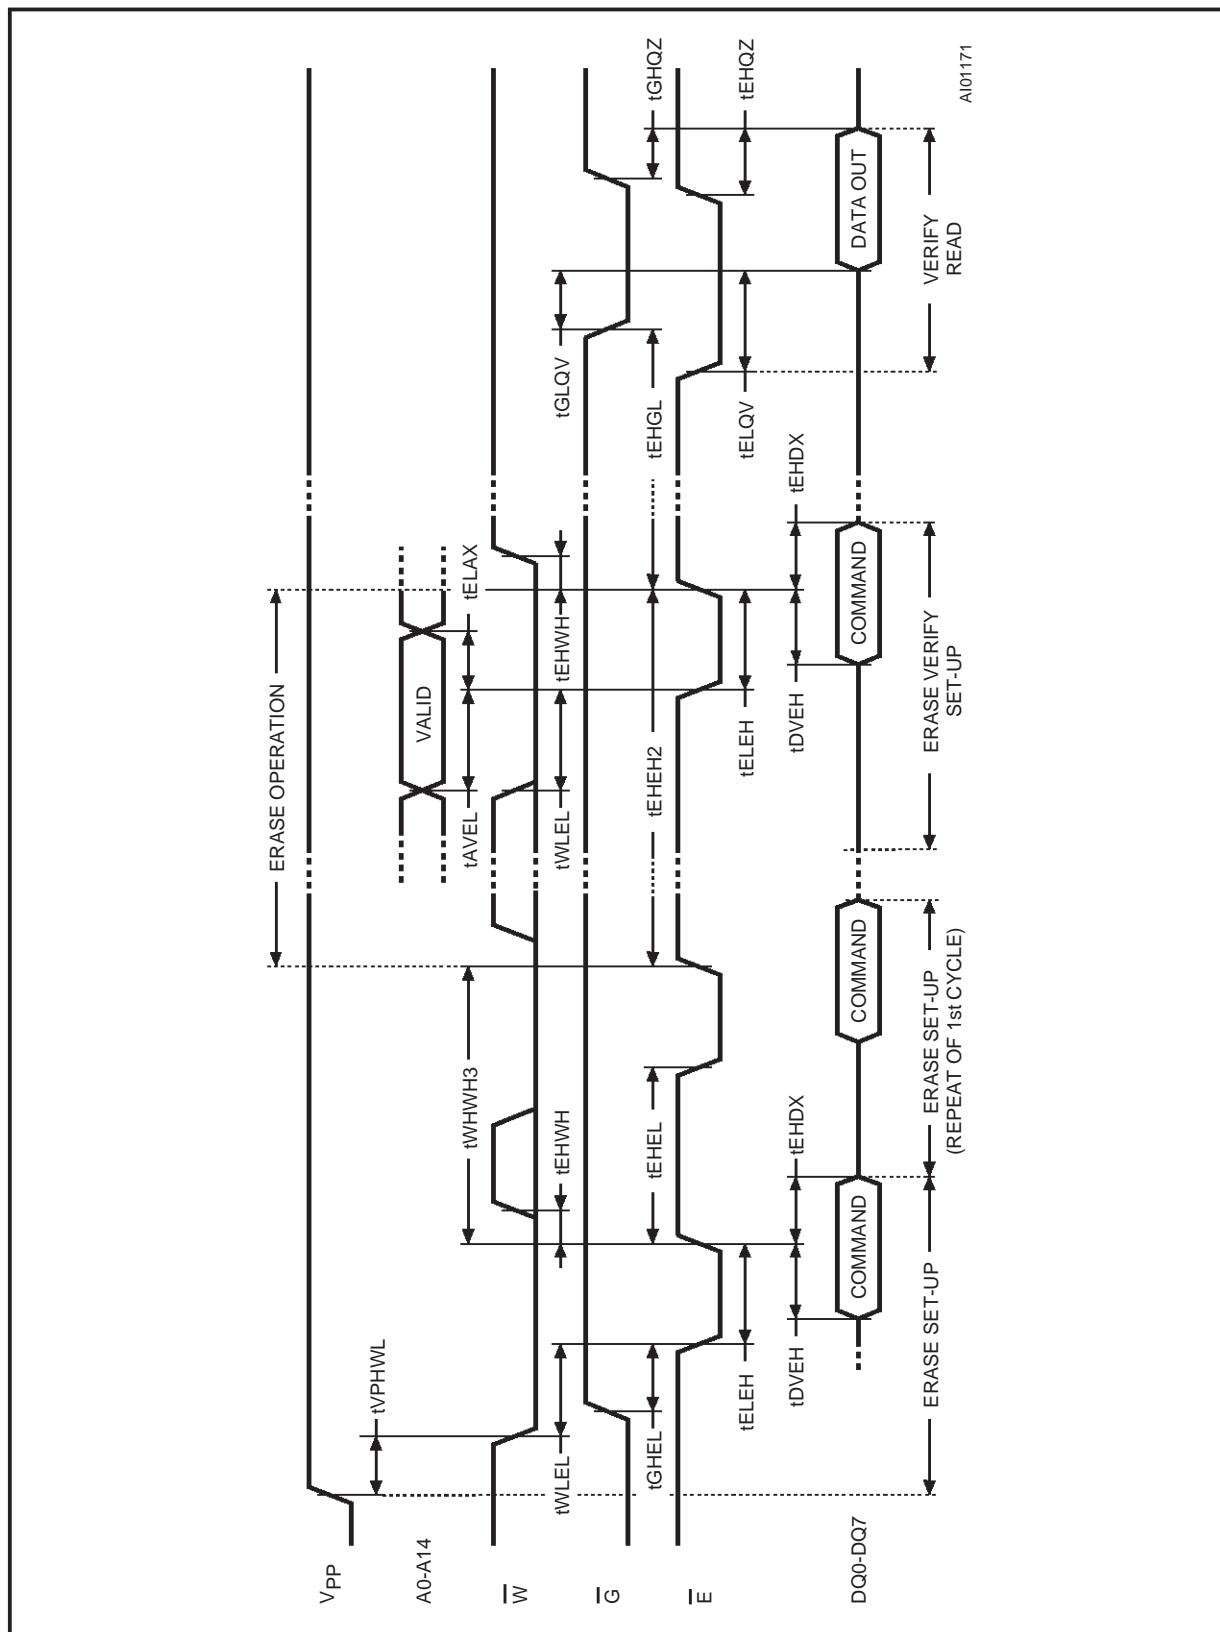 VPP
tVPHWL
ERASE OPERATION
A0-A14
VALID
tAVEL
tELAX
tWHWH3
W
tWLEL
tEHWH
tWLEL
tEHWH
tGLQV
G
tGHEL
tEHEL
tEHEH2
tEHGL
tGHQZ
E
tELEH
tELEH
tELQV
tEHQZ
tDVEH
tEHDX
tDVEH
tEHDX
DQ0-DQ7
COMMAND
COMMAND
COMMAND
DATA OUT
ERASE SET-UP
ERASE SET-UP
(REPEAT OF 1st CYCLE)
ERASE VERIFY
SET-UP
VERIFY
READ
AI01171